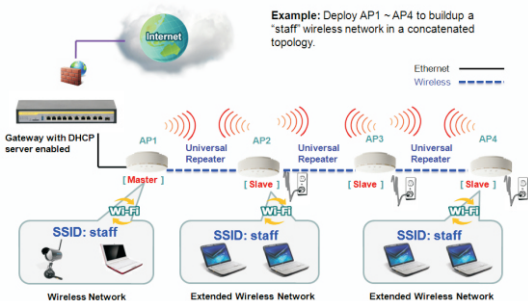 Example: Deploy AP1 ~ AP4 to buildup a
"staff" wireless network in a concatenated
topology.
Internet
Ethernet
Wireless
Gateway with DHCP
server enabled
AP1
AP2
AP3
AP4
Universal
Repeater
Universal
Repeater
Universal
Repeater
[ Master ]
[ Slave ]
[ Slave ]
[ Slave ]
Wi-Fi
Wi-Fi
Wi-Fi
SSID: staff
SSID: staff
SSID: staff
Wireless Network
Extended Wireless Network
Extended Wireless Network